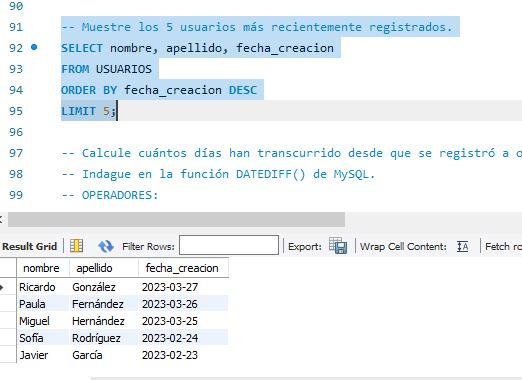 90
91 -- Muestre los 5 usuarios más recientemente registrados.
92 SELECT nombre, apellido, fecha_creacion
93 FROM USUARIOS
94 ORDER BY fecha_creacion DESC
95 LIMIT 5;
96
97 -- Calcule cuántos días han transcurrido desde que se registró a
98 -- Indague en la función DATEDIFF() de MySQL.
99 -- OPERADORES:
Result Grid Filter Rows: Export: Wrap Cell Content: Fetch
nombre apellido fecha_creacion
Ricardo González 2023-03-27
Paula Fernández 2023-03-26
Miguel Hernández 2023-03-25
Sofía Rodríguez 2023-02-24
Javier García 2023-02-23